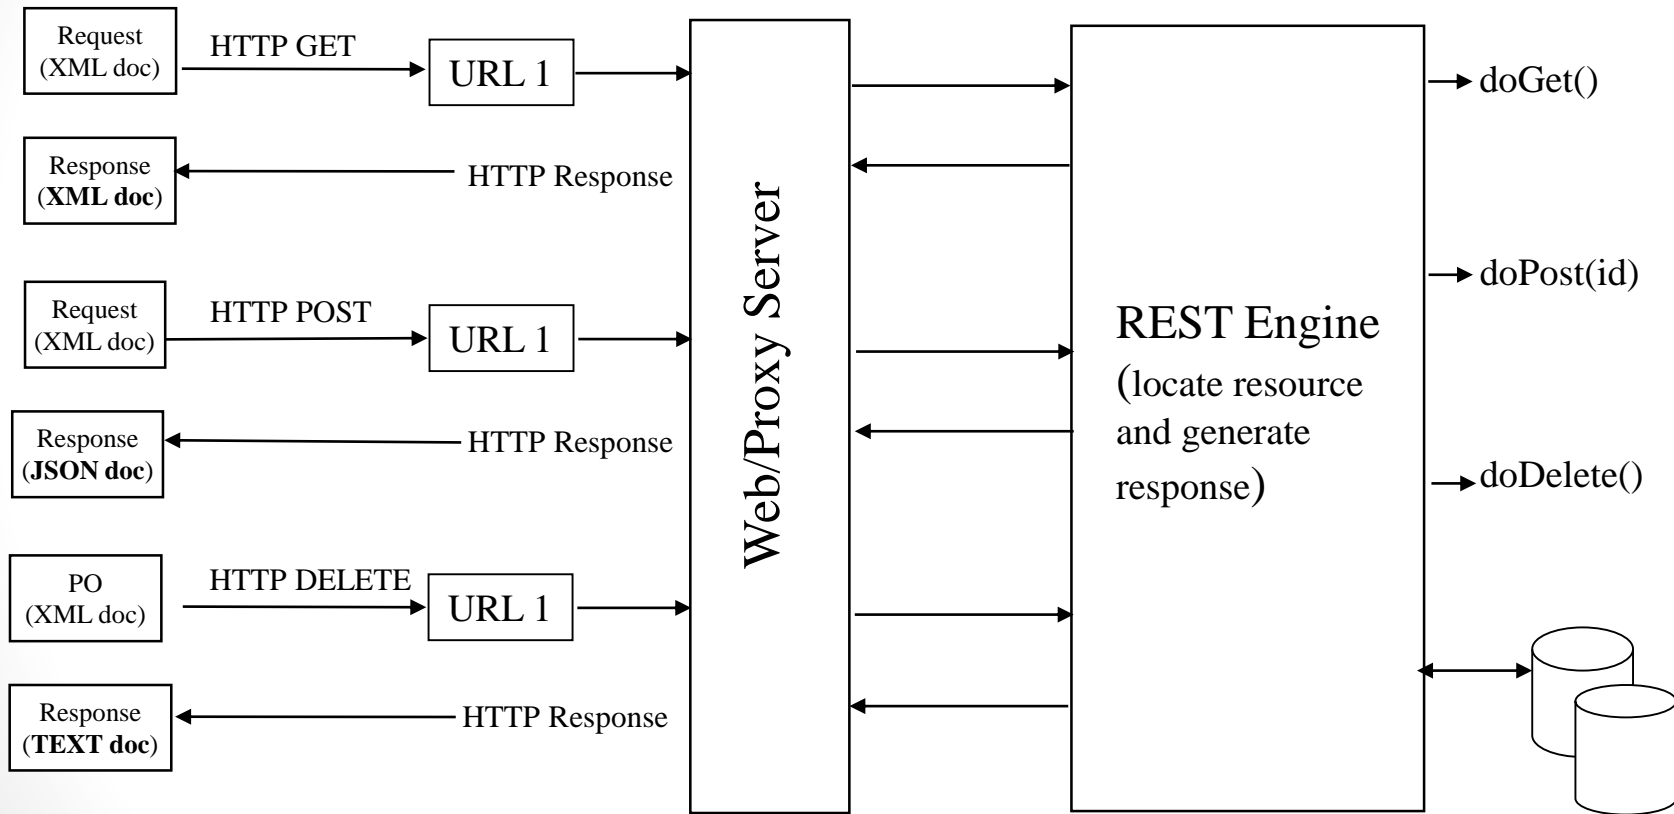 Request
(XML doc)
HTTP GET
URL 1
Response
(XML doc)
HTTP Response
Request
(XML doc)
HTTP POST
URL 1
Response
(JSON doc)
HTTP Response
PO
(XML doc)
HTTP DELETE
URL 1
Response
(TEXT doc)
HTTP Response
Web/Proxy Server
REST Engine
(locate resource
and generate
response)
doGet()
doPost(id)
doDelete()